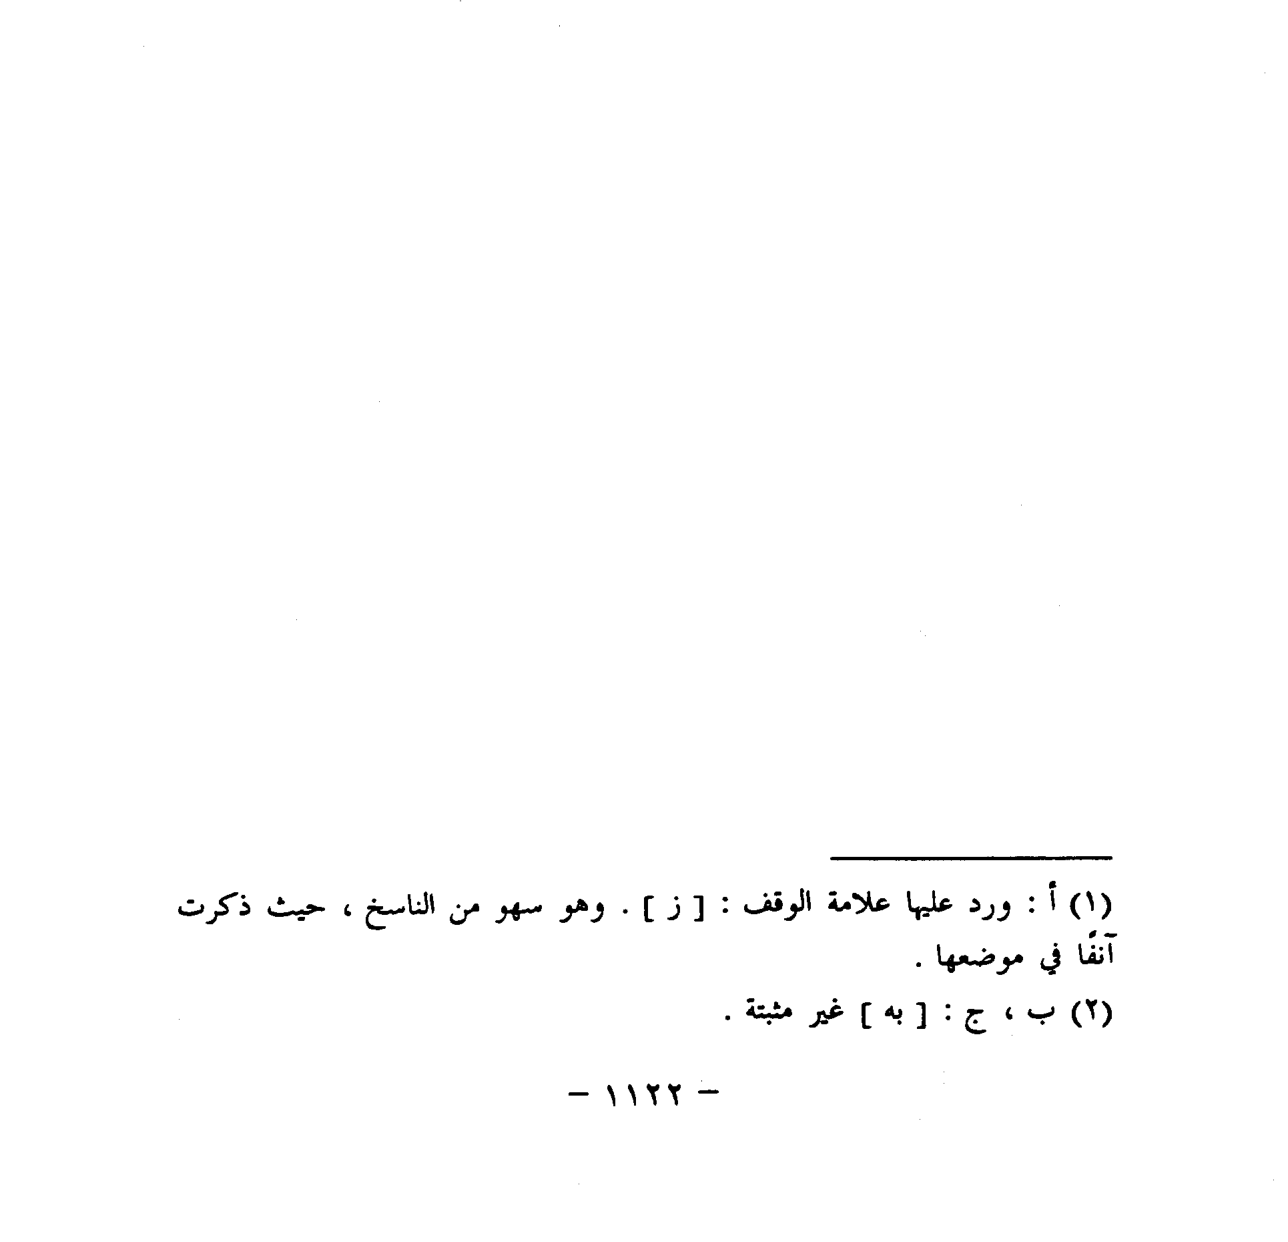 (١) أ : ورد عليها علامة الوقف : [ ز ] . وهو سهو من الناسخ ، حيث ذكرت
آنفًا في موضعها .
(٢) ب ، ج : [ به ] غير مثبتة .
– ١١٢٢ –